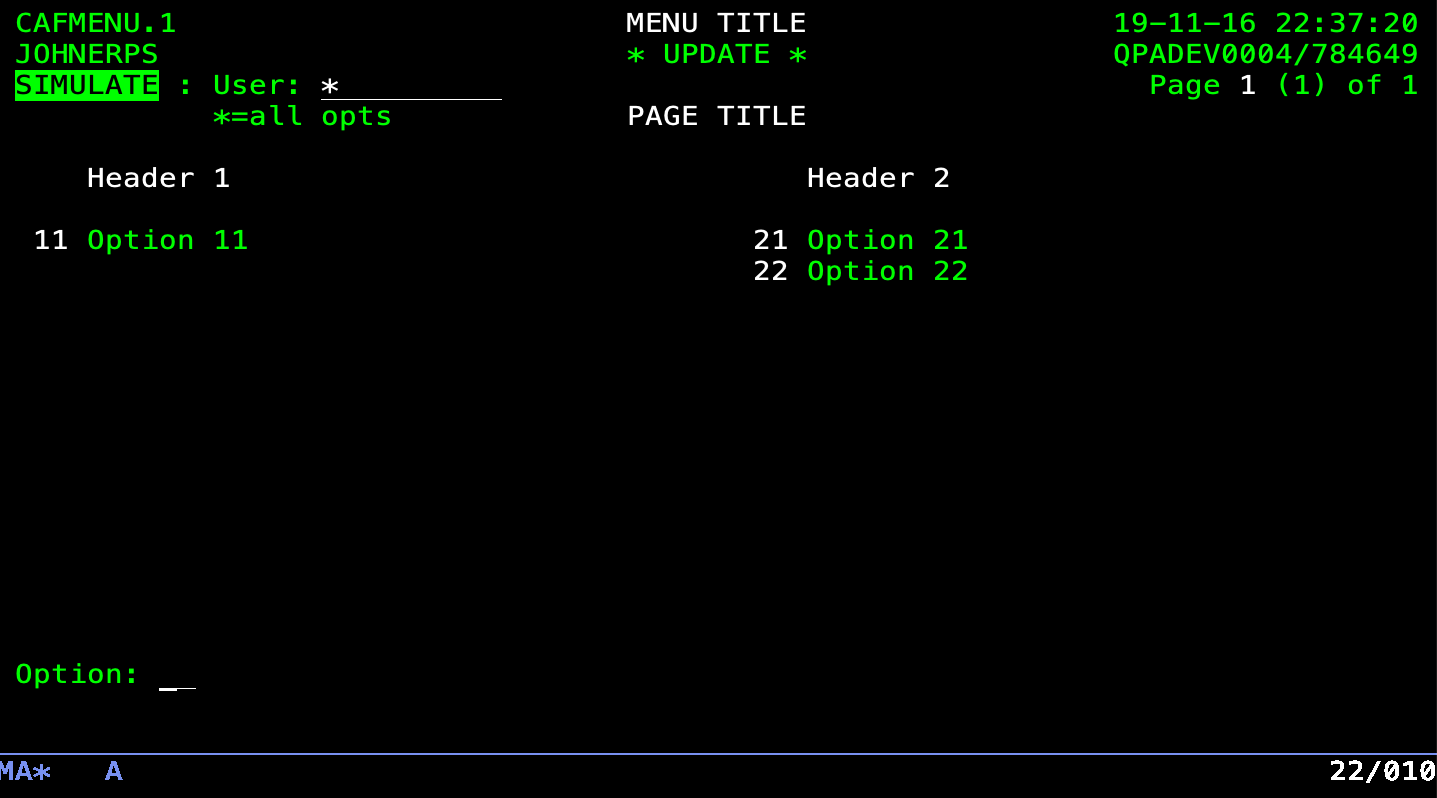 CAFMENU.1 MENU TITLE 19-11-16 22:37:20
JOHNERPS * UPDATE * QPADEV0004/784649
SIMULATE : User: * Page 1 (1) of 1
*=all opts PAGE TITLE
Header 1 Header 2
11 Option 11 21 Option 21
22 Option 22
Option: __
MA* A 22/010